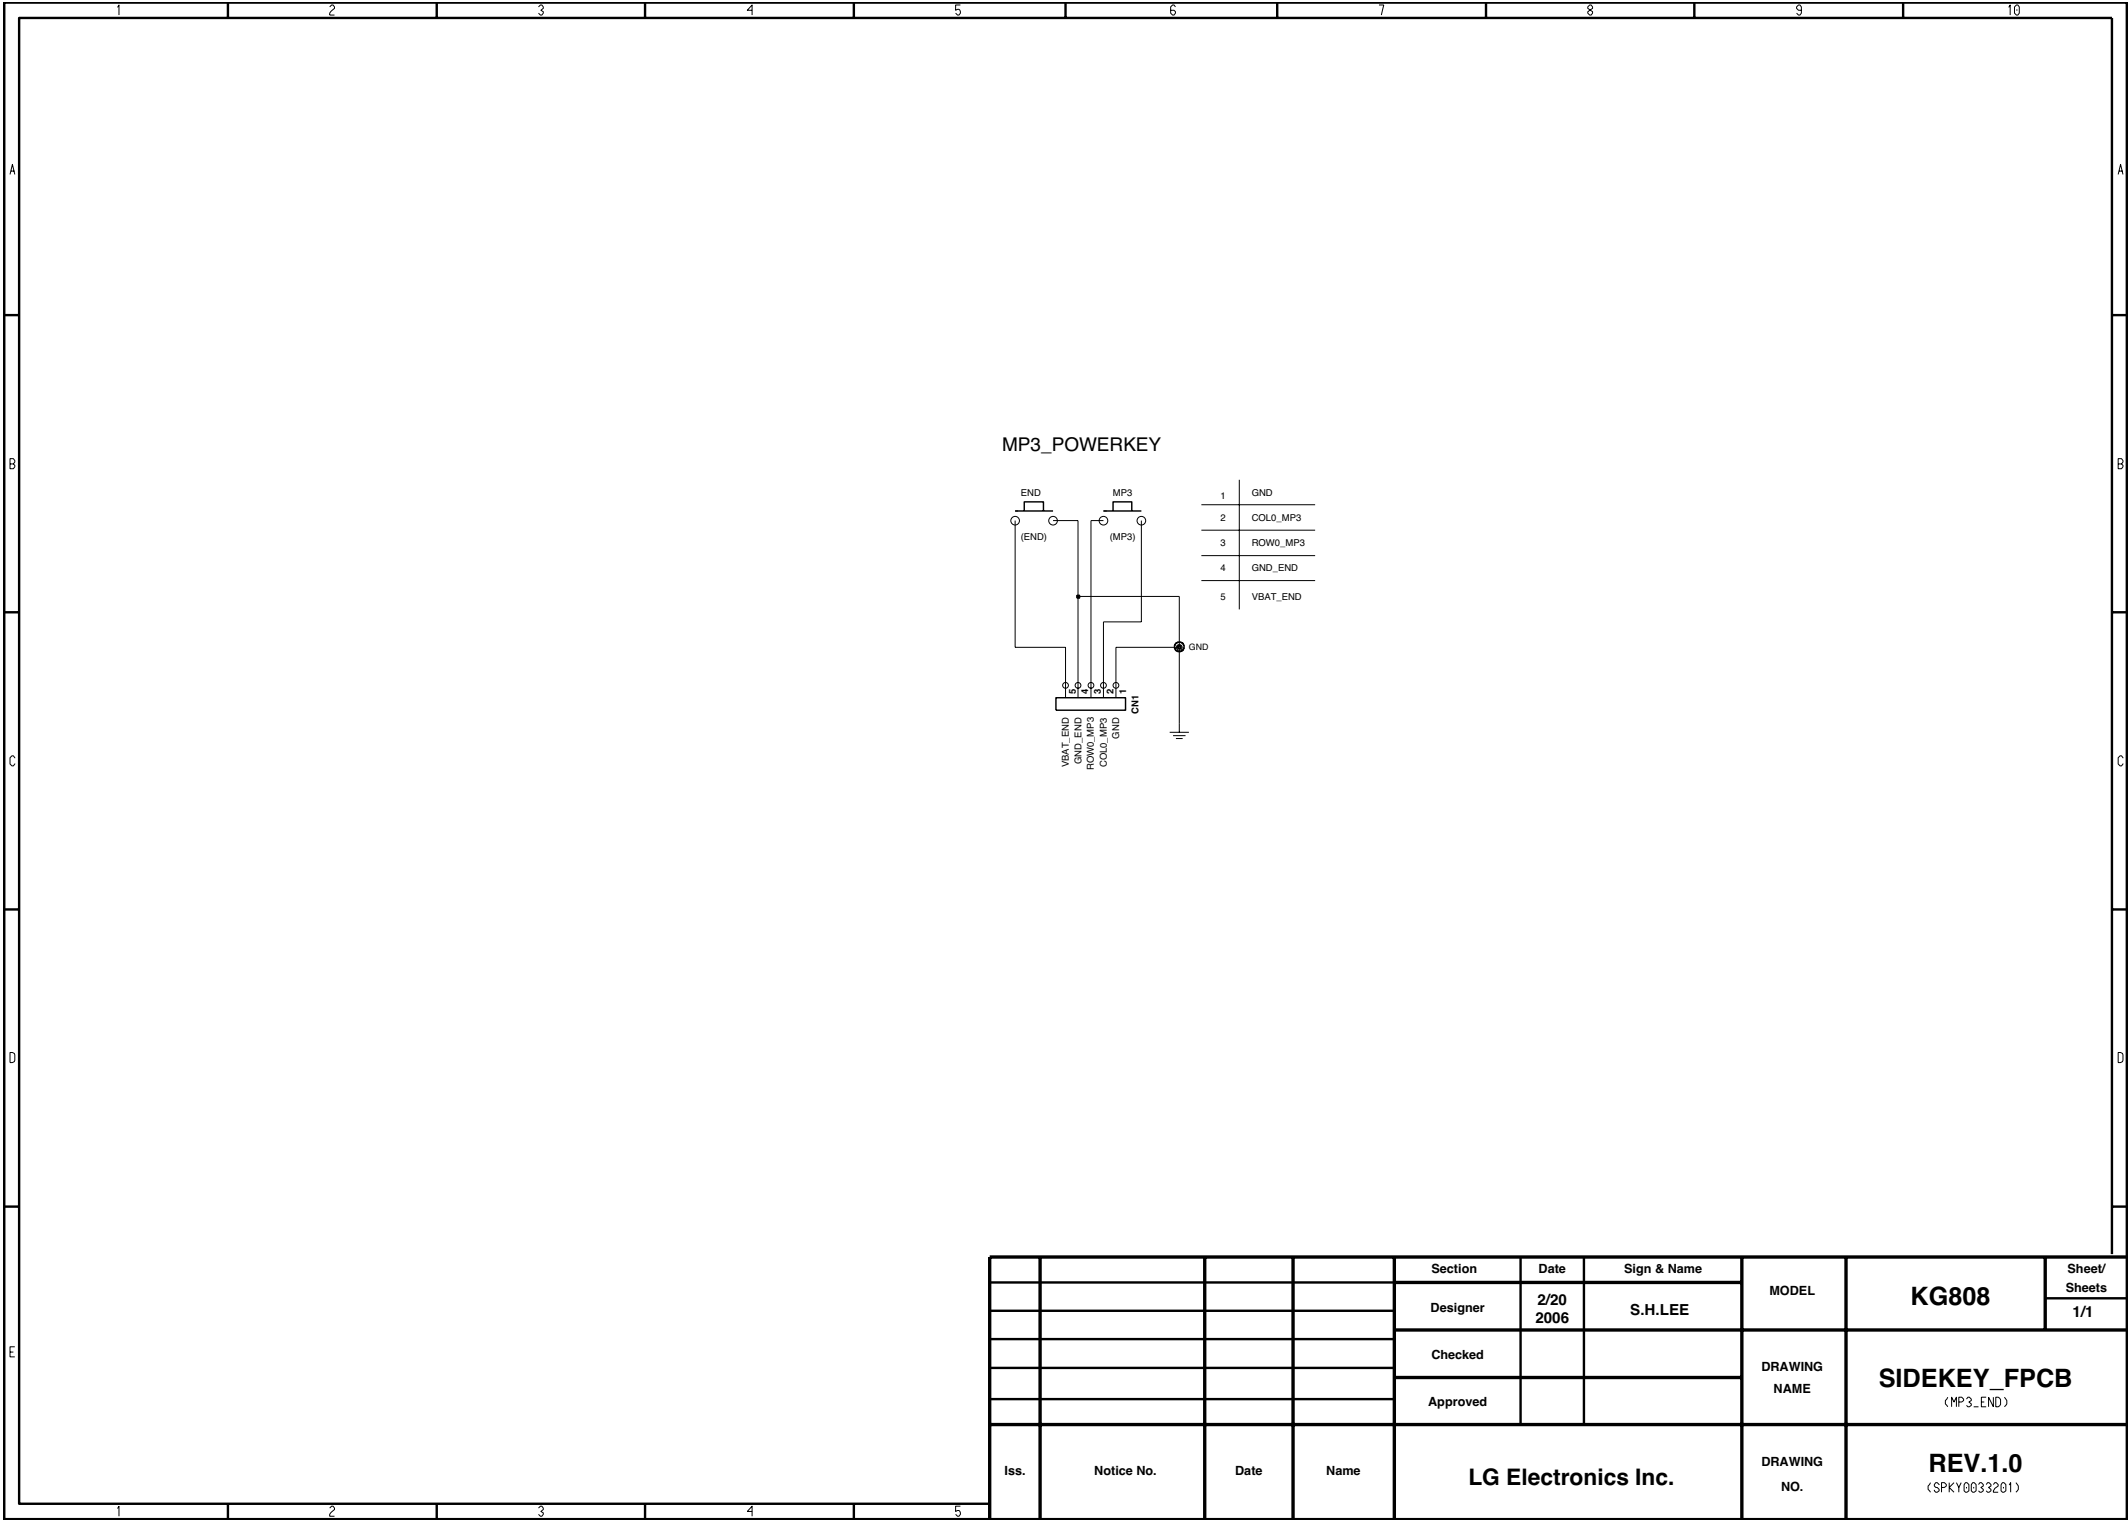 1 2 3 4 5 6 7 8 9 10
A A
B B
C C
D D
E
MP3_POWERKEY
END MP3
(END) (MP3)
1 GND
2 COL0_MP3
3 ROW0_MP3
4 GND_END
5 VBAT_END
GND
5 4 3 2 1
CN1
VBAT_END
GND_END
ROW0_MP3
COL0_MP3
GND
Section Date Sign & Name
Designer 2/20 2006 S.H.LEE
Checked
Approved
MODEL KG808
Sheet/
Sheets
1/1
DRAWING
NAME
SIDEKEY_FPCB
(MP3_END)
Iss. Notice No. Date Name
LG Electronics Inc.
DRAWING
NO.
REV.1.0
(SPKY0033201)
1 2 3 4 5